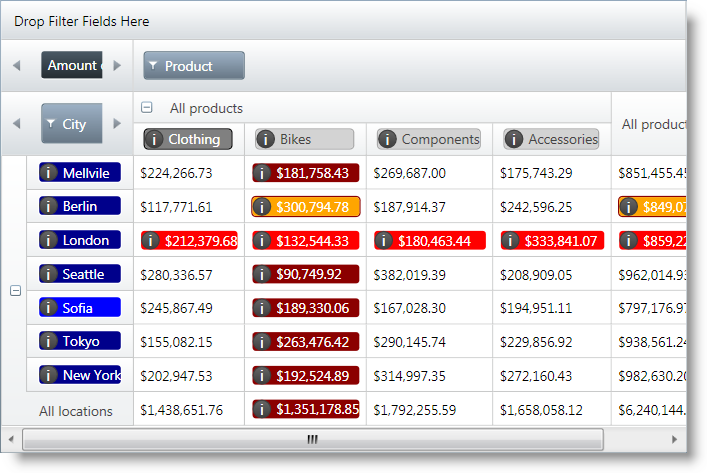 Drop Filter Fields Here
Amount
Product
City
All products
All product
Clothing Bikes Components Accessories
Mellvile $224,266.73 $181,758.43 $269,687.00 $175,743.29 $851,455.45
Berlin $117,771.61 $300,794.78 $187,914.37 $242,596.25 $849,07
London $212,379.68 $132,544.33 $180,463.44 $333,841.07 $859,22
Seattle $280,336.57 $90,749.92 $382,019.39 $208,909.05 $962,014.93
Sofia $245,867.49 $189,330.06 $167,028.30 $194,951.11 $797,176.97
Tokyo $155,082.15 $263,476.42 $290,145.74 $229,856.92 $938,561.24
New York $202,947.53 $192,524.89 $314,997.35 $272,160.43 $982,630.20
All locations $1,438,651.76 $1,351,178.85 $1,792,255.59 $1,658,058.12 $6,240,144.